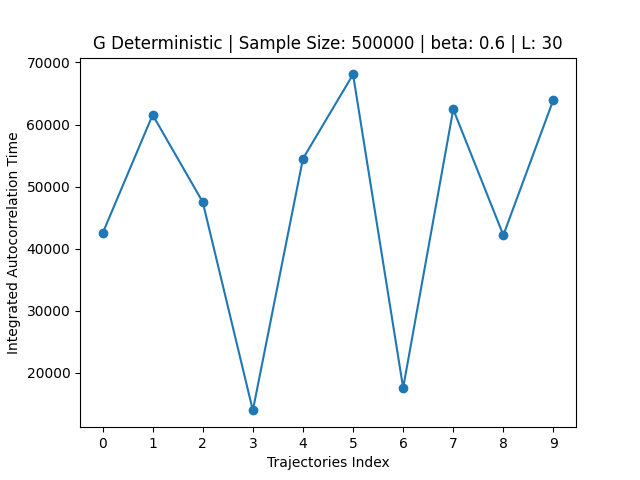 G Deterministic | Sample Size: 500000 | beta: 0.6 | L: 30
70000
60000
50000
40000
30000
20000
Integrated Autocorrelation Time
0 1 2 3 4 5 6 7 8 9
Trajectories Index